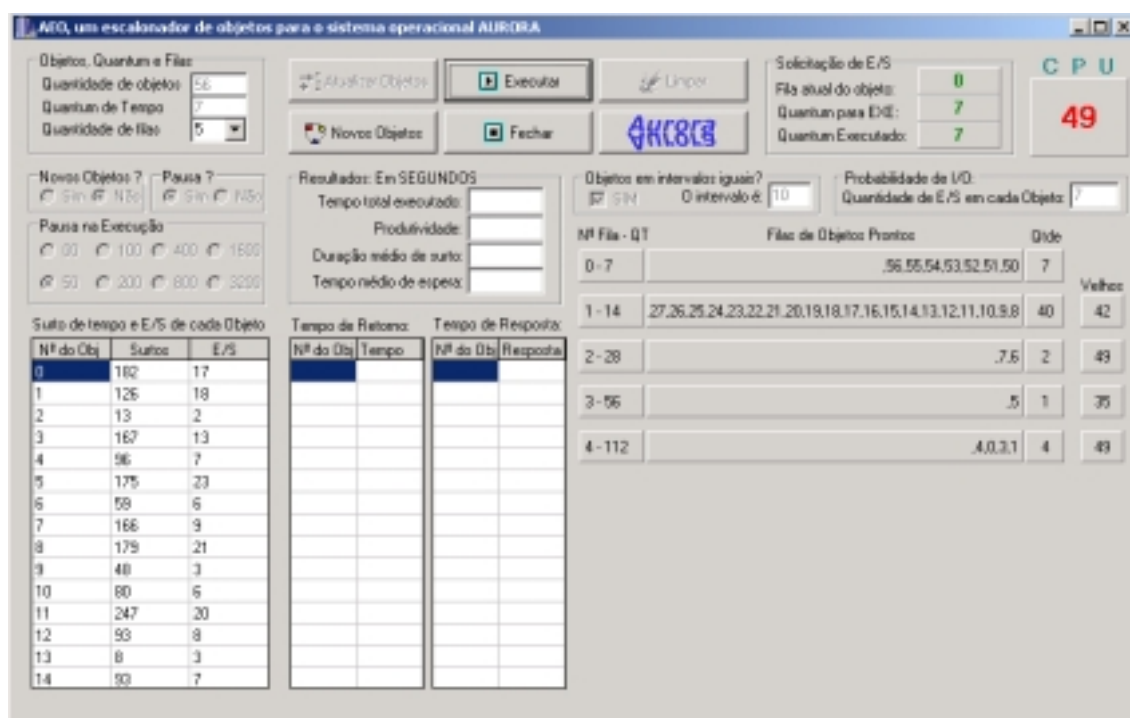 AEO, um escalonador de objetos para o sistema operacional AURORA
Objetos, Quantum e Filas
Quantidade de objetos 56
Quantum de Tempo 7
Quantidade de filas 5
Atualizar Objetos
Executar
Limpar
Novos Objetos
Fechar
Solicitação de E/S
Fila atual do objeto: 0
Quantum para EXE: 7
Quantum Executado: 7
CPU
49
Novos Objetos ?
Sim Não
Pausa ?
Sim Não
Pausa na Execução
00 100 400 1600
50 200 800 3200
Resultados: Em SEGUNDOS
Tempo total executado:
Produtividade:
Duração médio de surto:
Tempo médio de espera:
Objetos em intervalos iguais?
SIM O intervalo é: 10
Probabilidade de I/O:
Quantidade de E/S em cada Objeto: 7
Nª Fila - QT Filas de Objetos Prontos Qtde
0 - 7 ,56,55,54,53,52,51,50 7
Velhos
1 - 14 27,26,25,24,23,22,21,20,19,18,17,16,15,14,13,12,11,10,9,8 40 42
2 - 28 ,7,6 2 49
3 - 56 ,5 1 35
4 - 112 ,4,0,3,1 4 49
Surto de tempo e E/S de cada Objeto
Nª do Obj Surtos E/S
0 182 17
1 126 18
2 13 2
3 167 13
4 96 7
5 175 23
6 59 6
7 166 9
8 179 21
9 48 3
10 80 6
11 247 20
12 93 8
13 8 3
14 93 7
Tempo de Retorno:
Nª do Obj Tempo
Tempo de Resposta:
Nª do Obj Resposta